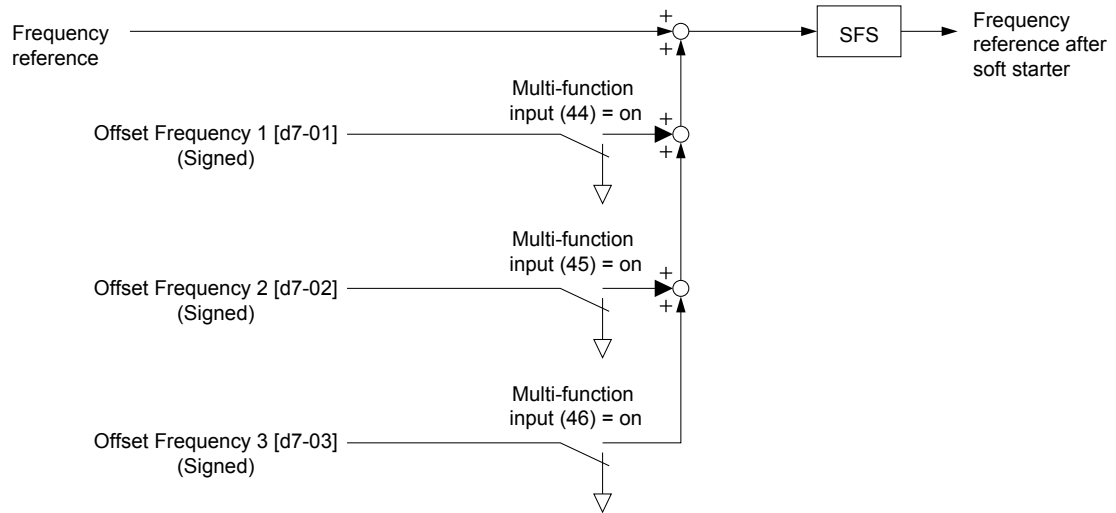 Frequency
reference
+
+
SFS
Frequency
reference after
soft starter
Multi-function
input (44) = on
Offset Frequency 1 [d7-01]
(Signed)
+
+
Multi-function
input (45) = on
Offset Frequency 2 [d7-02]
(Signed)
+
+
Multi-function
input (46) = on
Offset Frequency 3 [d7-03]
(Signed)